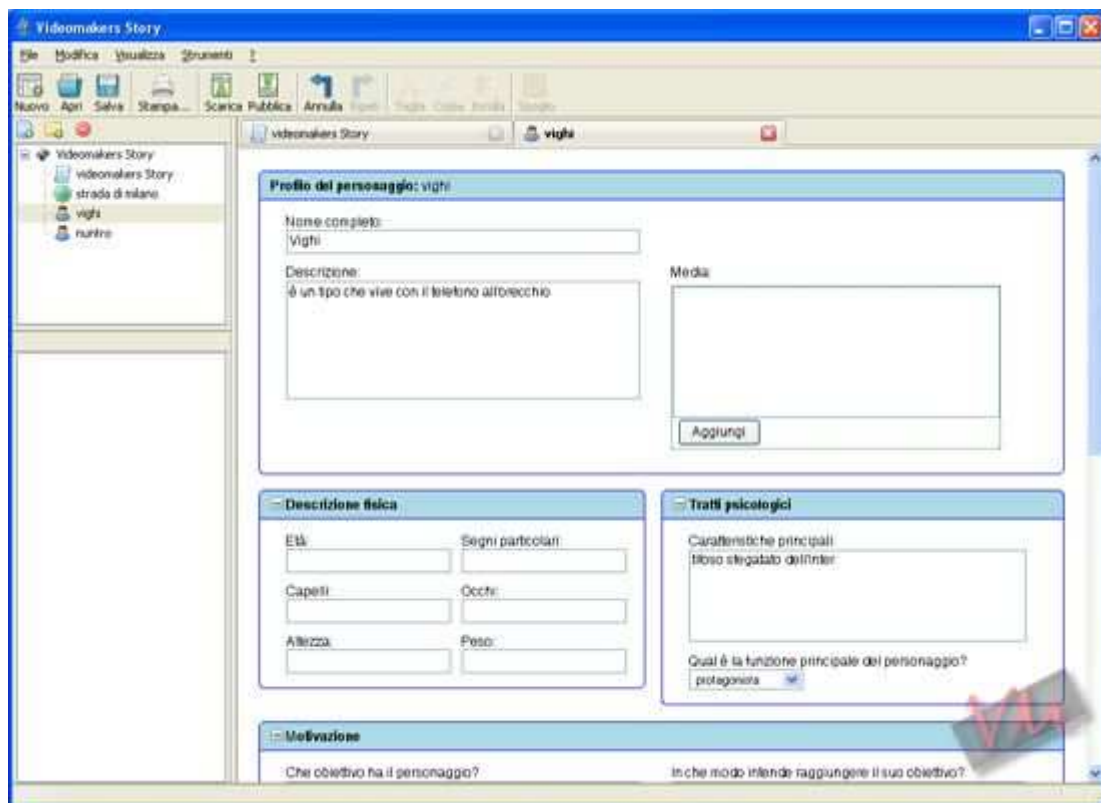 Videomakers Story
File Modifica Visualizza Strumenti ?
Nuovo Apri Salva Stampa... Scarica Pubblica Annulla Ripeti Taglia Copia Incolla
videomakers Story vighi
Videomakers Story
videomakers Story
strada di milano
vighi
nuntro
Profilo del personaggio: vighi
Nome completo:
Vighi
Descrizione: Media:
è un tipo che vive con il telefono all'orecchio
Aggiungi
Descrizione fisica Tratti psicologici
Età: Segni particolari:
Capelli: Occhi:
Altezza: Peso:
Caratteristiche principali
tifoso sfegatato dell'inter
Qual è la funzione principale del personaggio?
protagonista
Motivazione
Che obiettivo ha il personaggio? In che modo intende raggiungere il suo obiettivo?